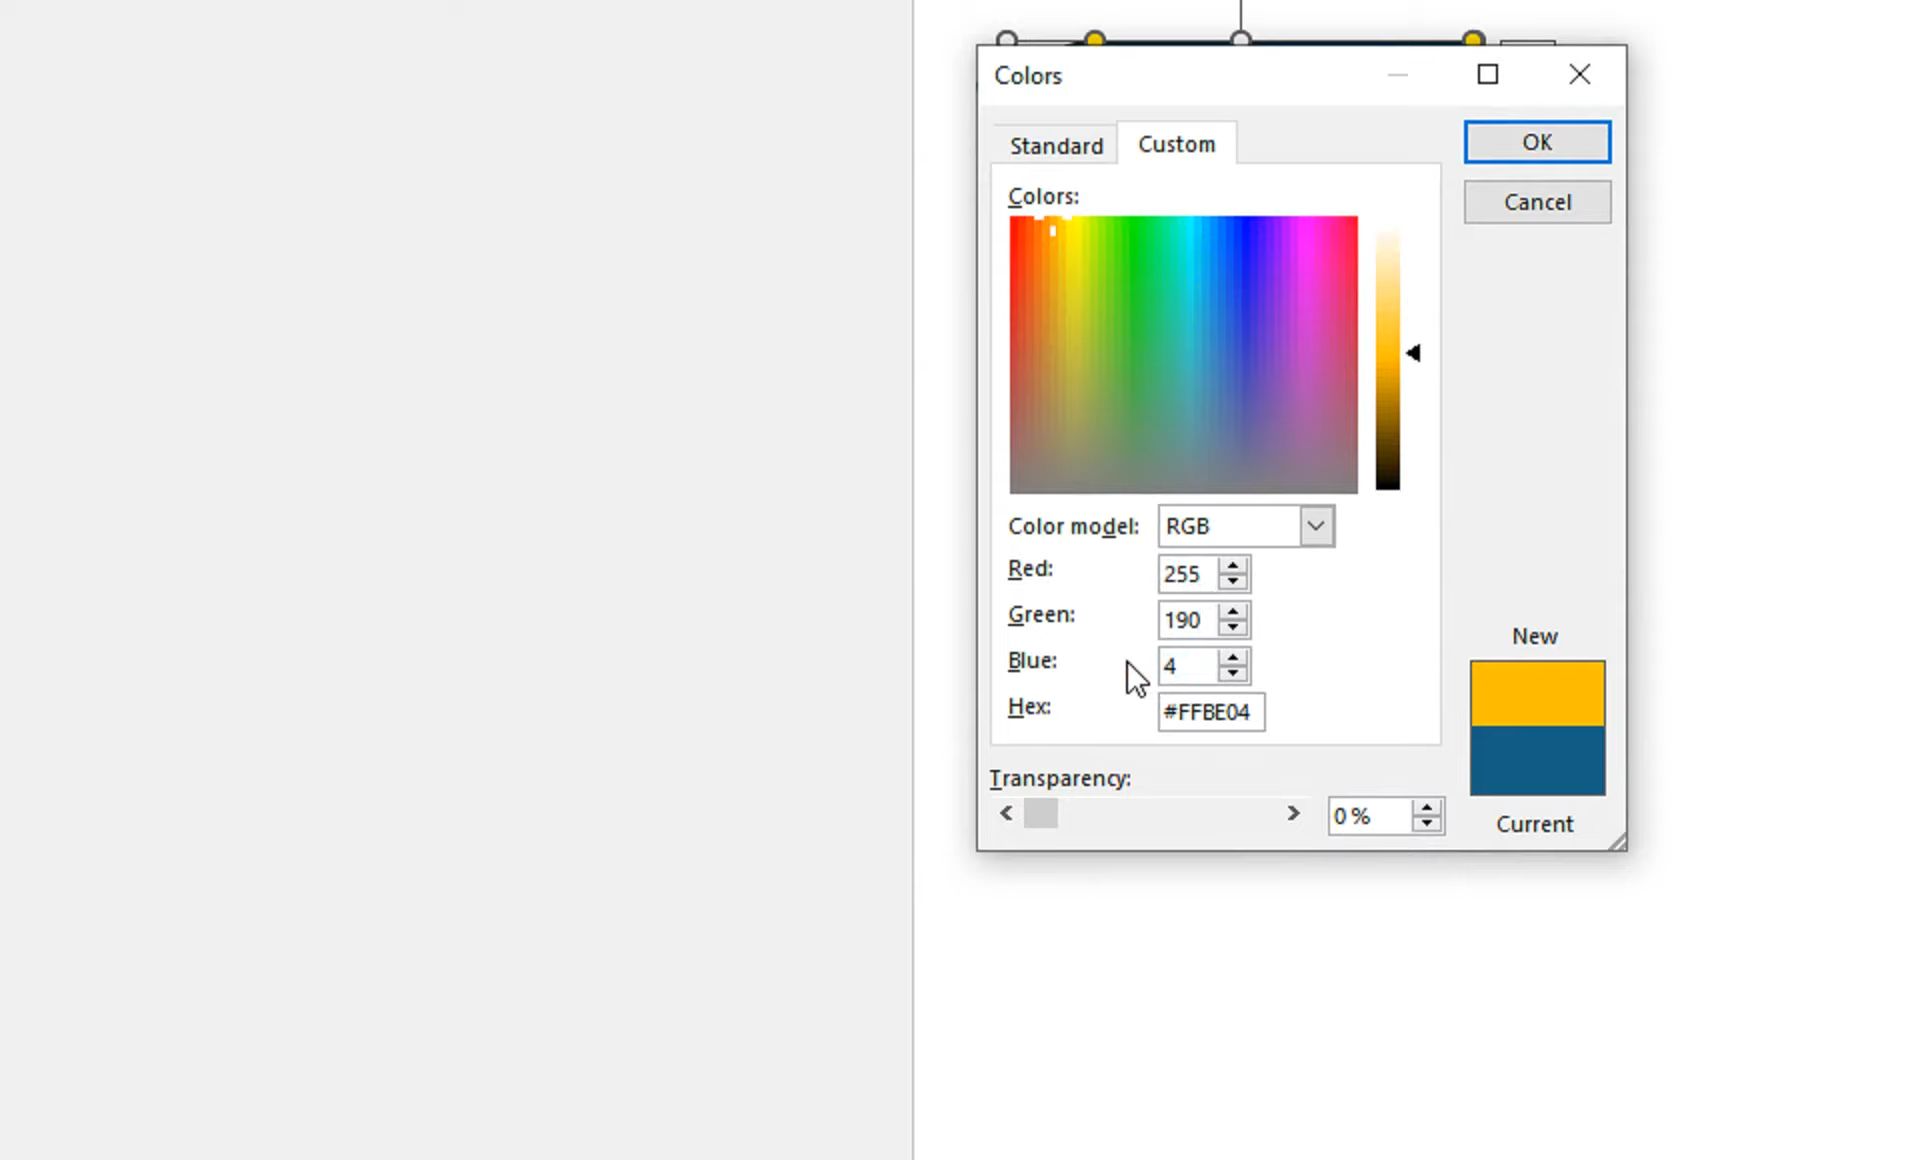 Colors
Standard
Custom
OK
Cancel
Colors:
Color model:
RGB
Red:
255
Green:
190
Blue:
4
Hex:
#FFBE04
New
Current
Transparency:
0 %